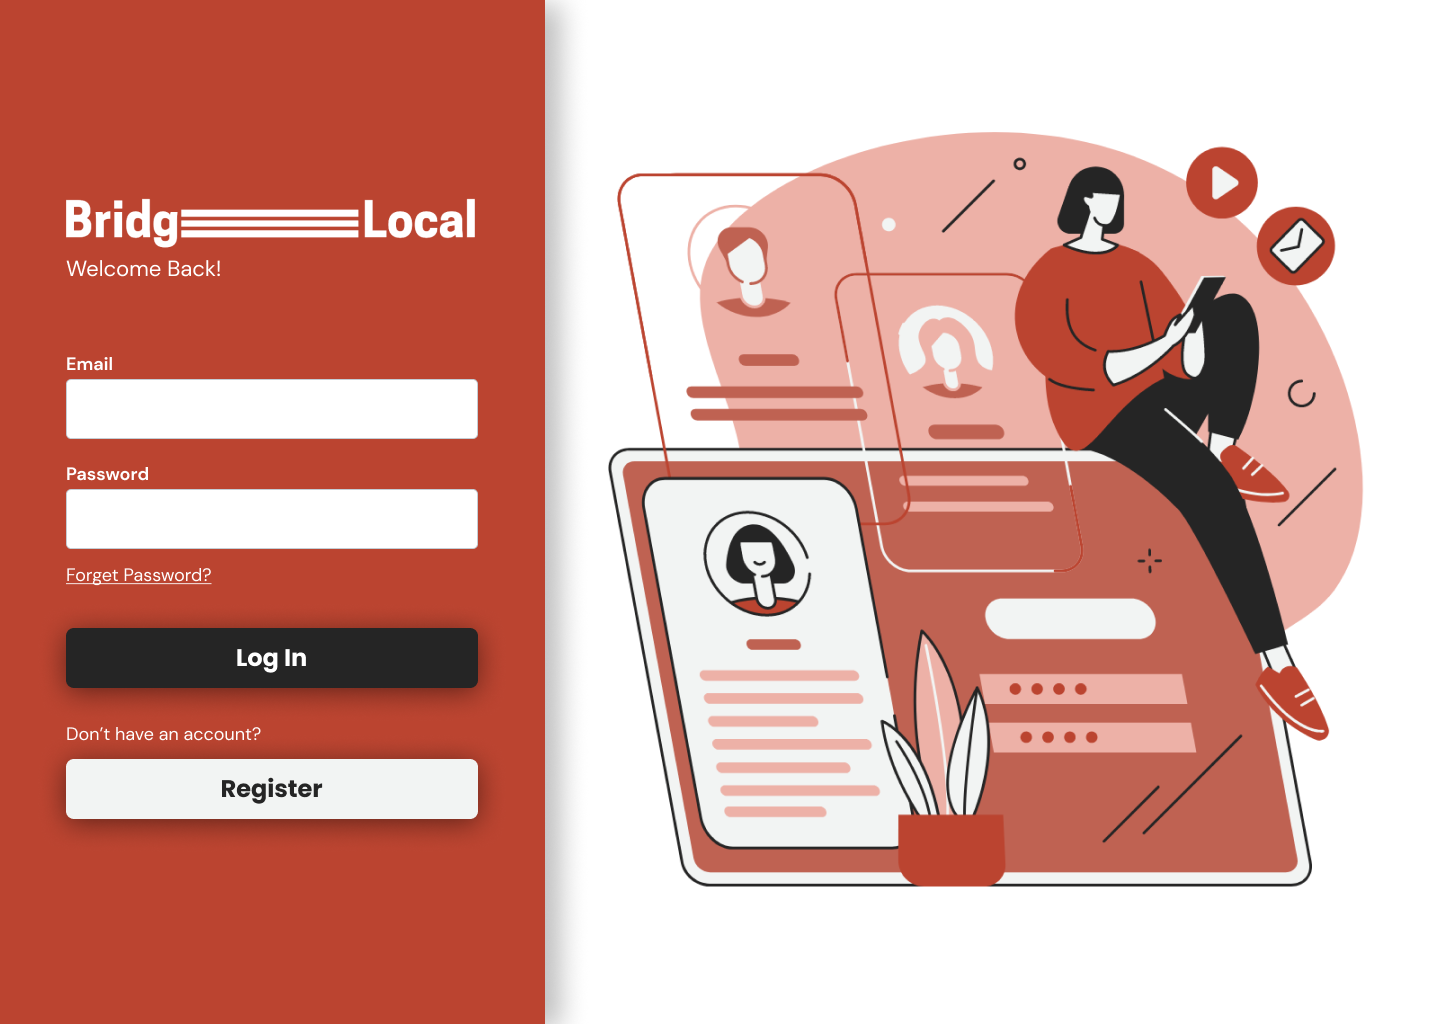 Bridg Local
Welcome Back!
Email
Password
Forget Password?
Log In
Don’t have an account?
Register